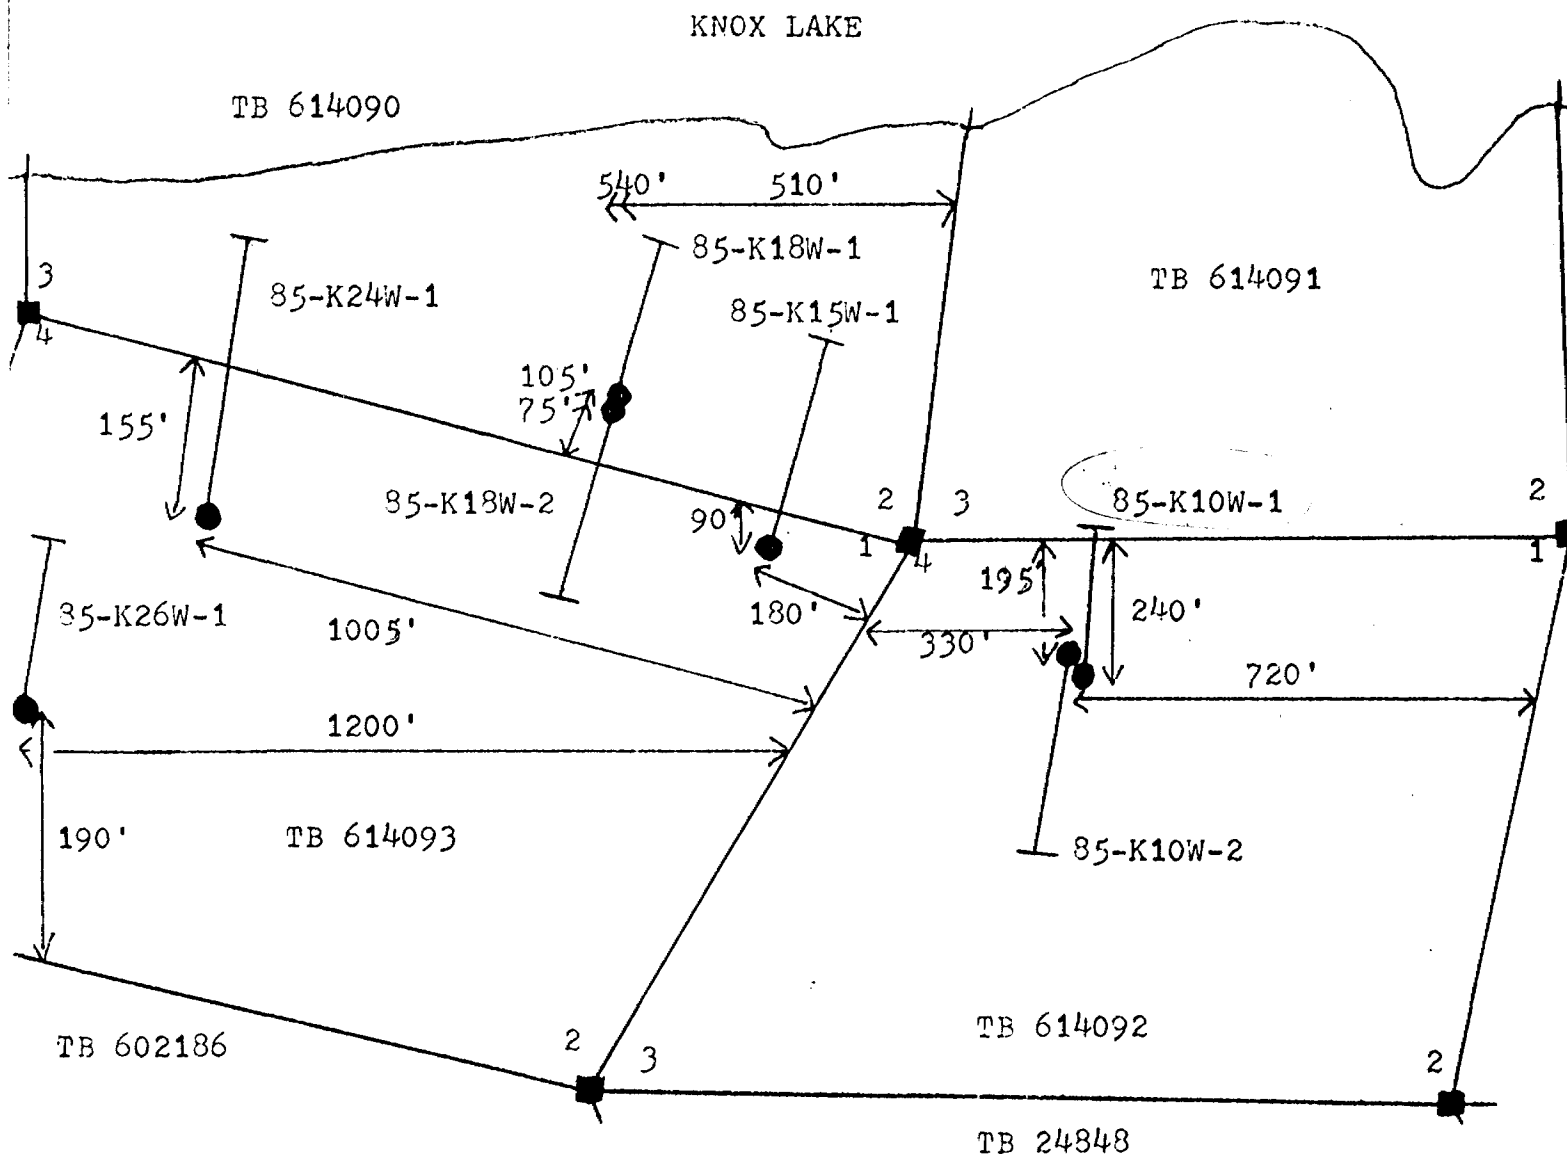 KNOX LAKE
TB 614090
540' 510'
85-K18W-1
3
85-K24W-1
TB 614091
85-K15W-1
4
105'
75'
155'
85-K18W-2
2 3
85-K10W-1
2
90'
1 4
1
195'
85-K26W-1
1005'
180'
330'
240'
720'
1200'
190'
TB 614093
85-K10W-2
TB 602186
2 3
TB 614092
2
TB 24848